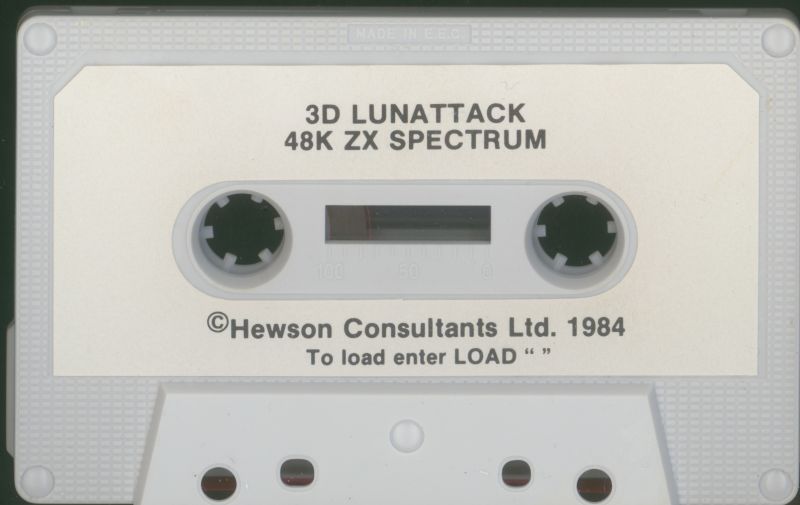 MADE IN E.E.C
3D LUNATTACK
48K ZX SPECTRUM
100 50 0
©Hewson Consultants Ltd. 1984
To load enter LOAD “ ”